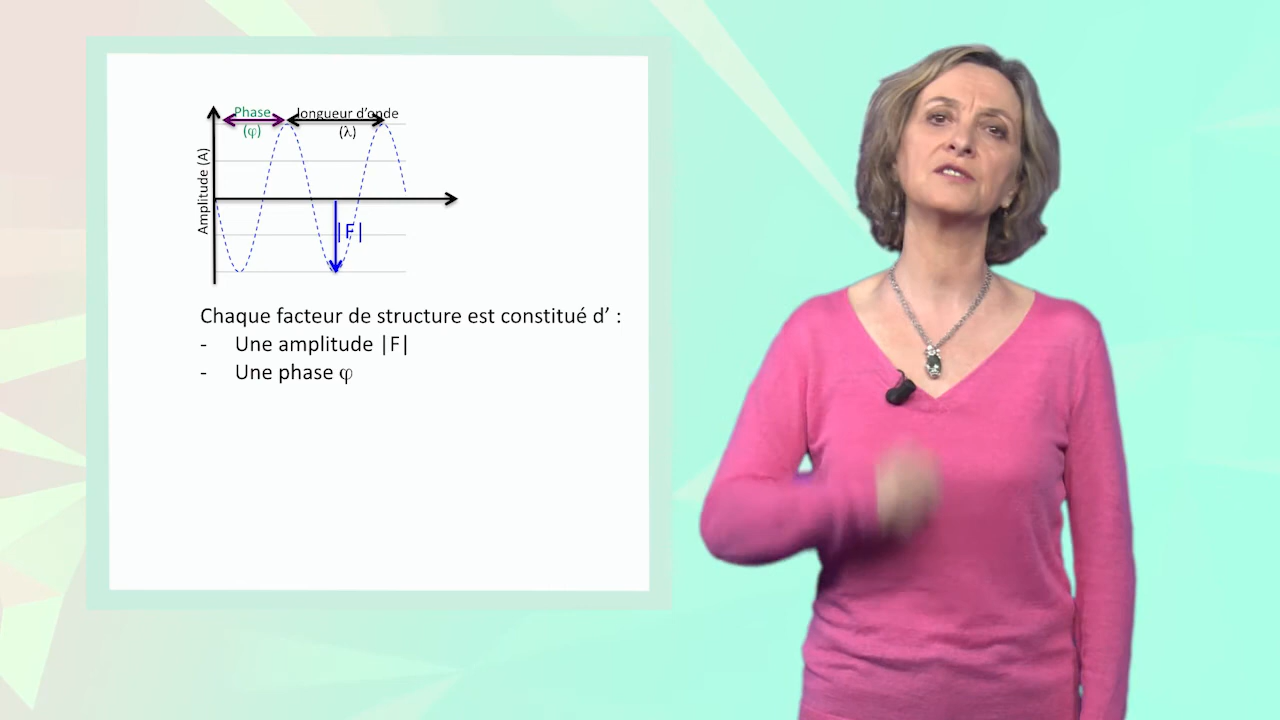 Phase
(φ)
longueur d'onde
(λ)
Amplitude (A)
|F|
Chaque facteur de structure est constitué d' :
- Une amplitude |F|
- Une phase φ